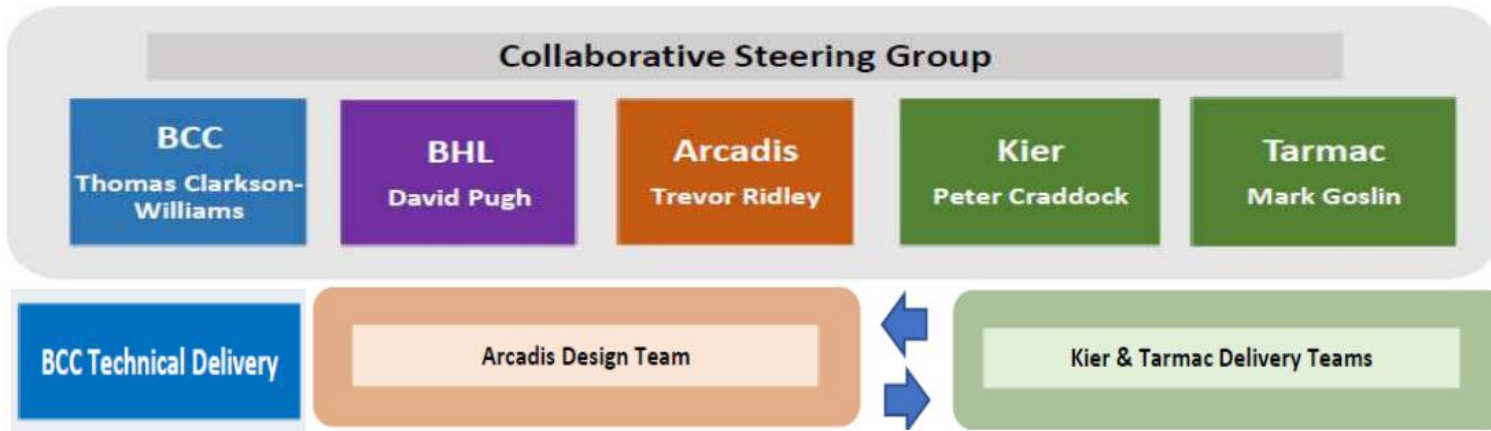 Collaborative Steering Group
BCC
Thomas Clarkson-
Williams
BHL
David Pugh
Arcadis
Trevor Ridley
Kier
Peter Craddock
Tarmac
Mark Goslin
BCC Technical Delivery
Arcadis Design Team
Kier & Tarmac Delivery Teams